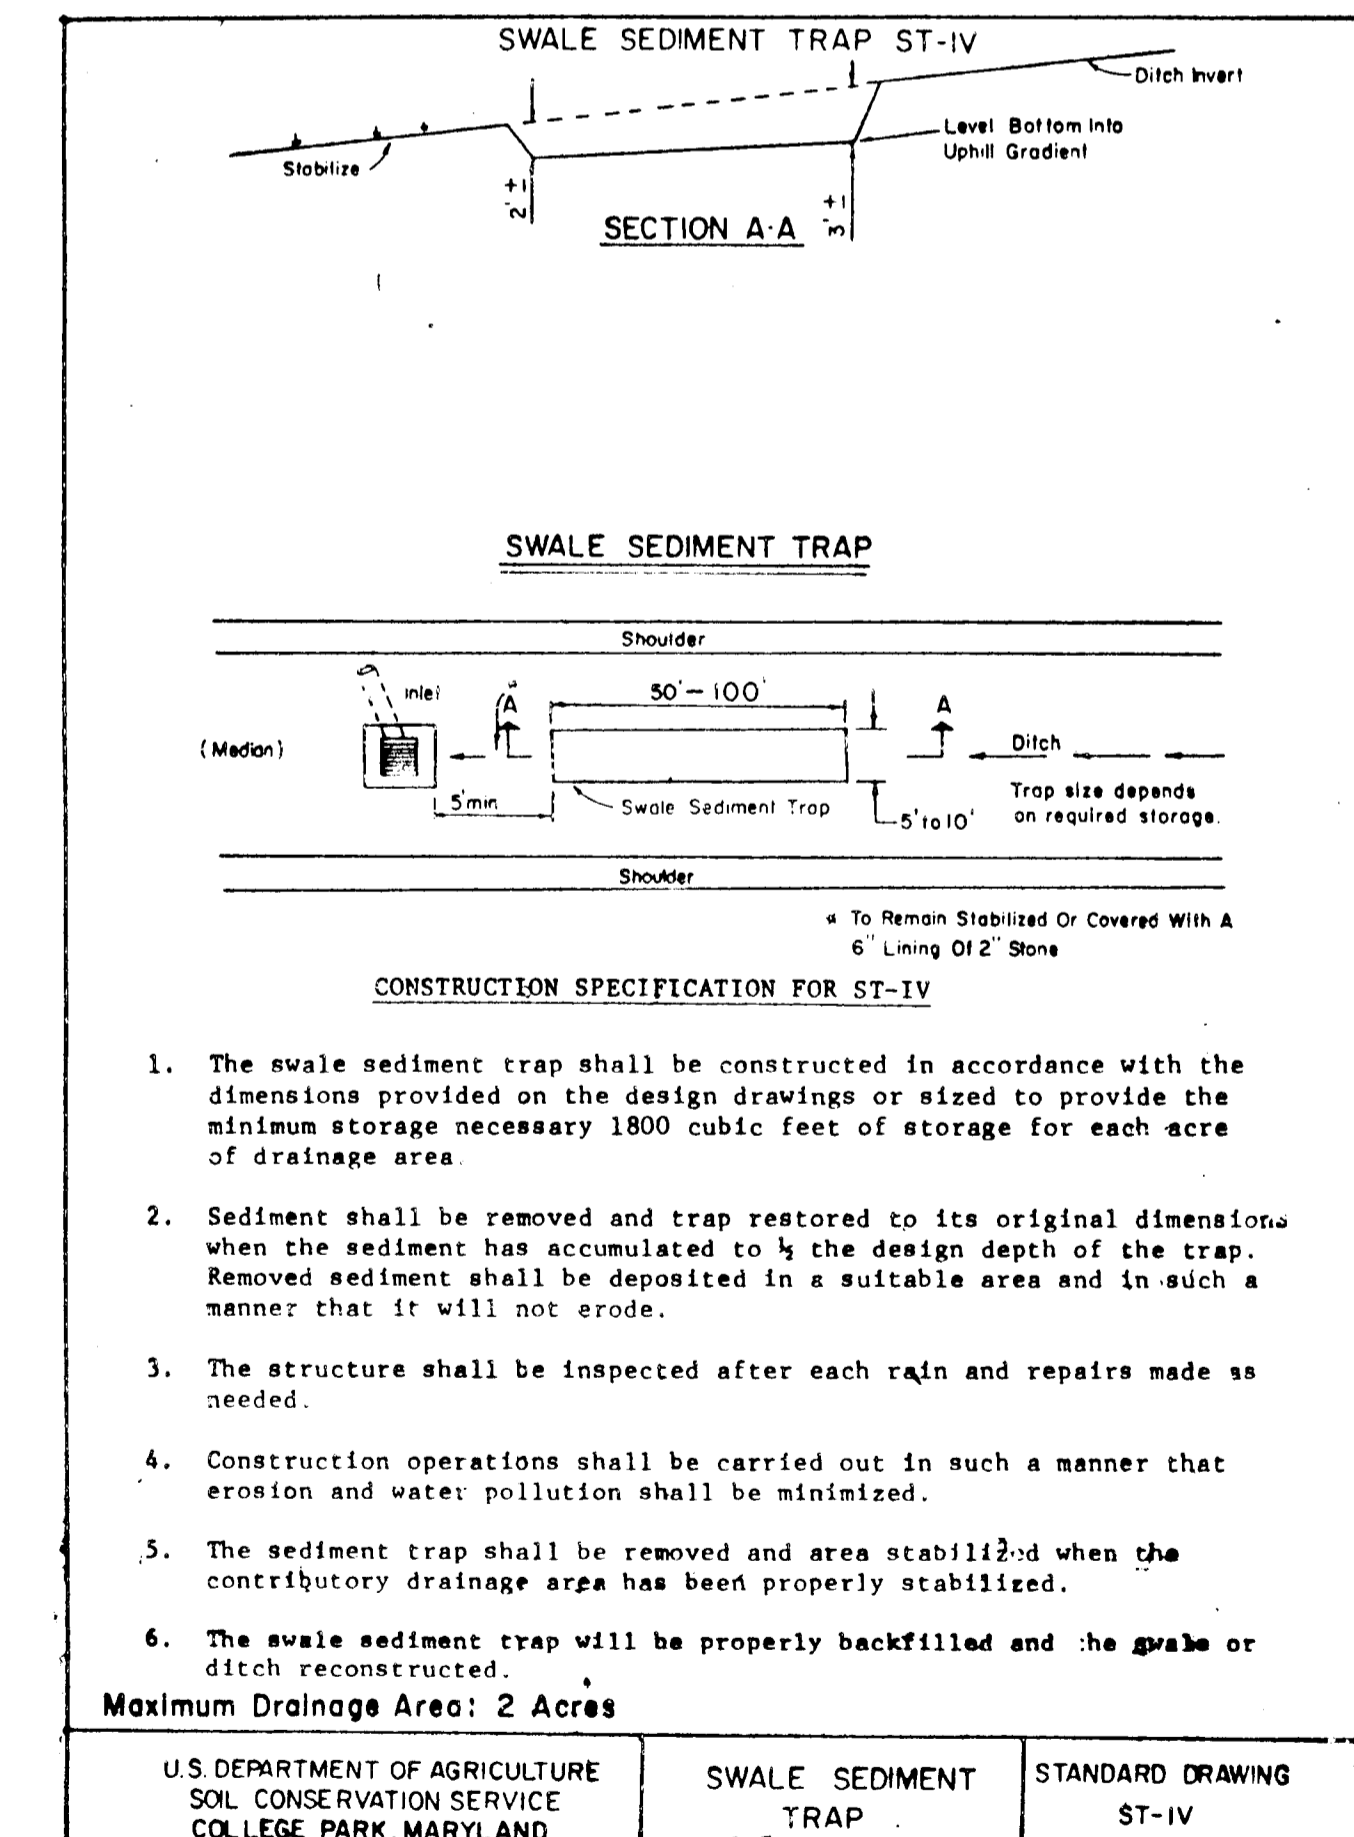 SWALE SEDIMENT TRAP ST-IV
Ditch Invert
Level Bottom Into
Uphill Gradient
Stabilize
2' ±
3' ±
SECTION A-A
SWALE SEDIMENT TRAP
Shoulder
Inlet
*
A
50' - 100'
A
(Median)
Ditch
5' min
Swale Sediment Trap
5' to 10'
Trap size depends
on required storage.
Shoulder
* To Remain Stabilized Or Covered With A
6" Lining Of 2" Stone
CONSTRUCTION SPECIFICATION FOR ST-IV
1. The swale sediment trap shall be constructed in accordance with the
dimensions provided on the design drawings or sized to provide the
minimum storage necessary 1800 cubic feet of storage for each acre
of drainage area.
2. Sediment shall be removed and trap restored to its original dimensions
when the sediment has accumulated to ½ the design depth of the trap.
Removed sediment shall be deposited in a suitable area and in such a
manner that it will not erode.
3. The structure shall be inspected after each rain and repairs made as
needed.
4. Construction operations shall be carried out in such a manner that
erosion and water pollution shall be minimized.
5. The sediment trap shall be removed and area stabilized when the
contributory drainage area has been properly stabilized.
6. The swale sediment trap will be properly backfilled and the swale or
ditch reconstructed.
Maximum Drainage Area: 2 Acres
U.S. DEPARTMENT OF AGRICULTURE
SOIL CONSERVATION SERVICE
COLLEGE PARK, MARYLAND
SWALE SEDIMENT
TRAP
STANDARD DRAWING
ST-IV